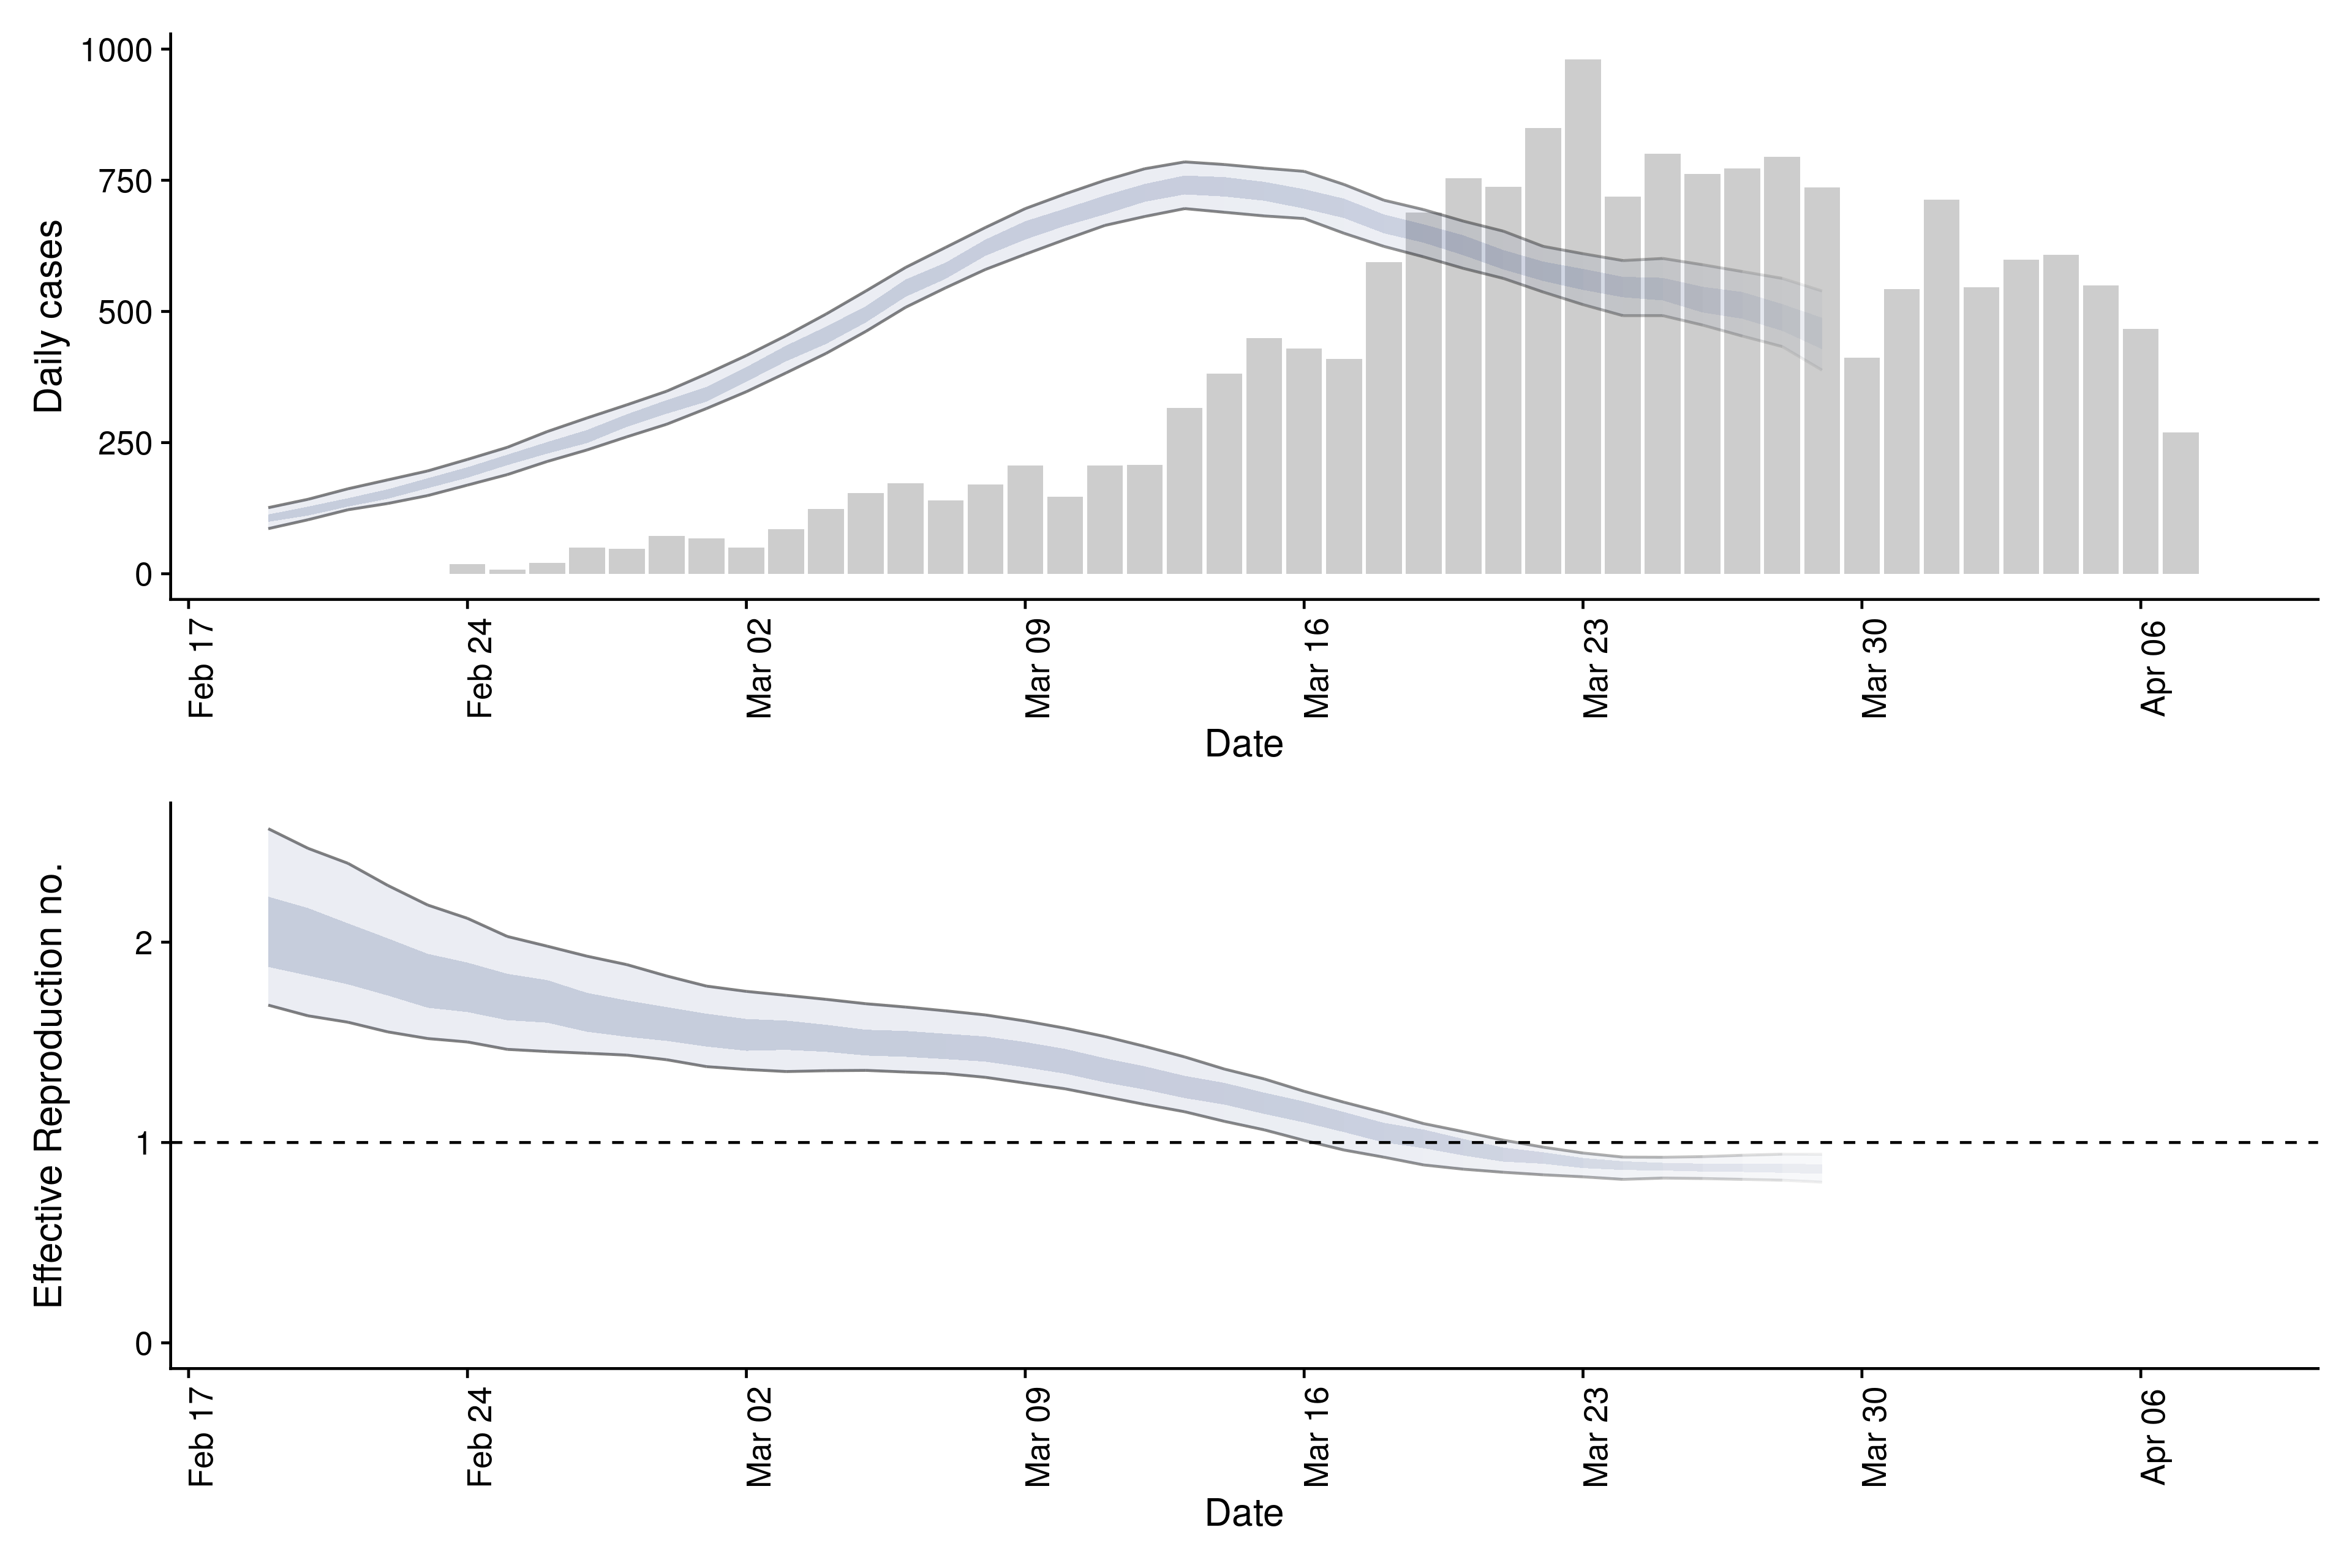 Daily cases
1000
750
500
250
0
Feb 17
Feb 24
Mar 02
Mar 09
Mar 16
Mar 23
Mar 30
Apr 06
Date
Effective Reproduction no.
2
1
0
Feb 17
Feb 24
Mar 02
Mar 09
Mar 16
Mar 23
Mar 30
Apr 06
Date